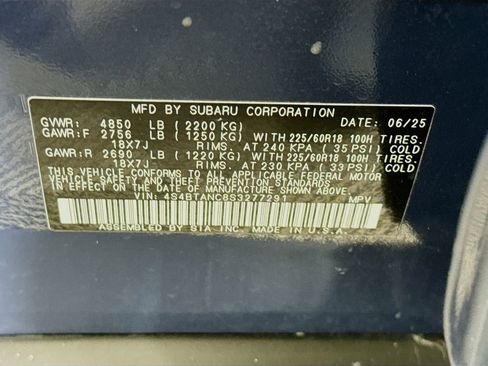 MFD BY SUBARU CORPORATION DATE: 06/25
GVWR: 4850 LB ( 2200 KG)
GAWR:F 2756 LB ( 1250 KG) WITH 225/60R18 100H TIRES.
18X7J RIMS. AT 240 KPA ( 35 PSI) COLD
GAWR:R 2690 LB ( 1220 KG) WITH 225/60R18 100H TIRES.
18X7J RIMS. AT 230 KPA ( 33 PSI) COLD
THIS VEHICLE CONFORMS TO ALL APPLICABLE FEDERAL MOTOR VEHICLE
SAFETY, BUMPER, AND THEFT PREVENTION STANDARDS IN
EFFECT ON THE DATE OF MANUFACTURE SHOWN ABOVE.
VIN: 4S4BTANC8S3277291 MPV
ASSEMBLED BY SIA INC. MADE IN U.S.A.